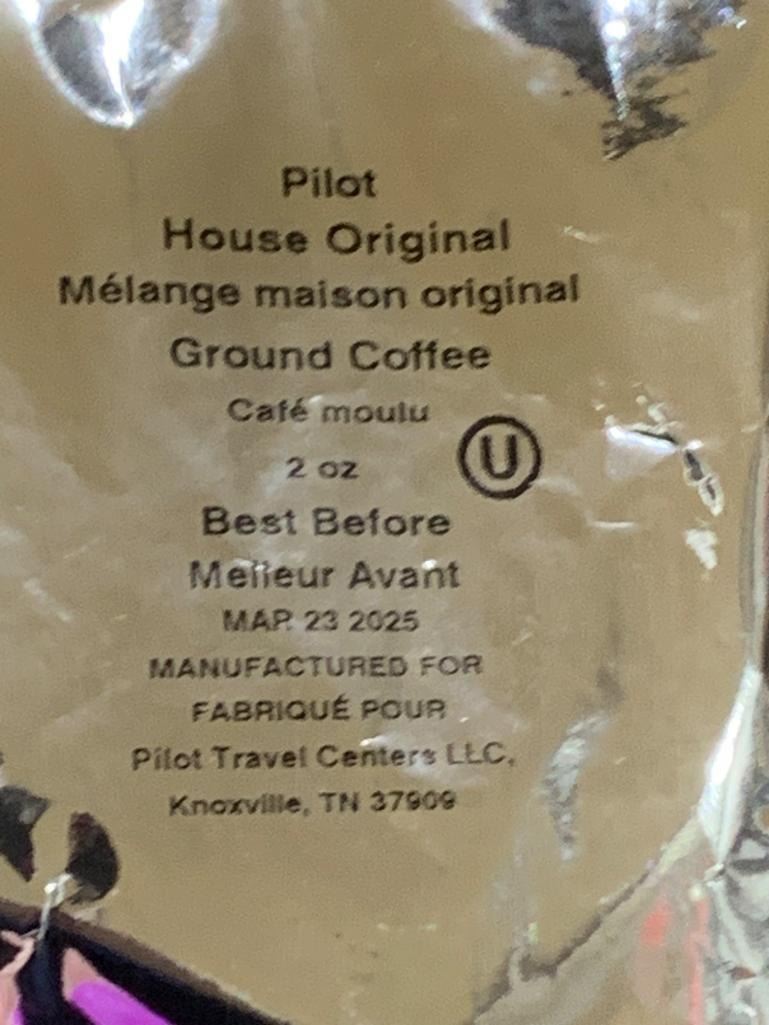 Pilot
House Original
Mélange maison original
Ground Coffee
Café moulu
2 oz
U
Best Before
Meileur Avant
MAR 23 2025
MANUFACTURED FOR
FABRIQUÉ POUR
Pilot Travel Centers LLC,
Knoxville, TN 37909